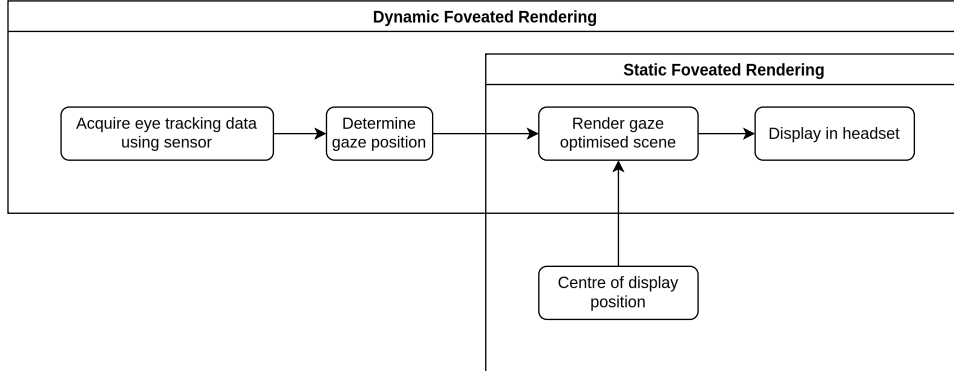 Dynamic Foveated Rendering
Static Foveated Rendering
Acquire eye tracking data
using sensor
Determine
gaze position
Render gaze
optimised scene
Display in headset
Centre of display
position